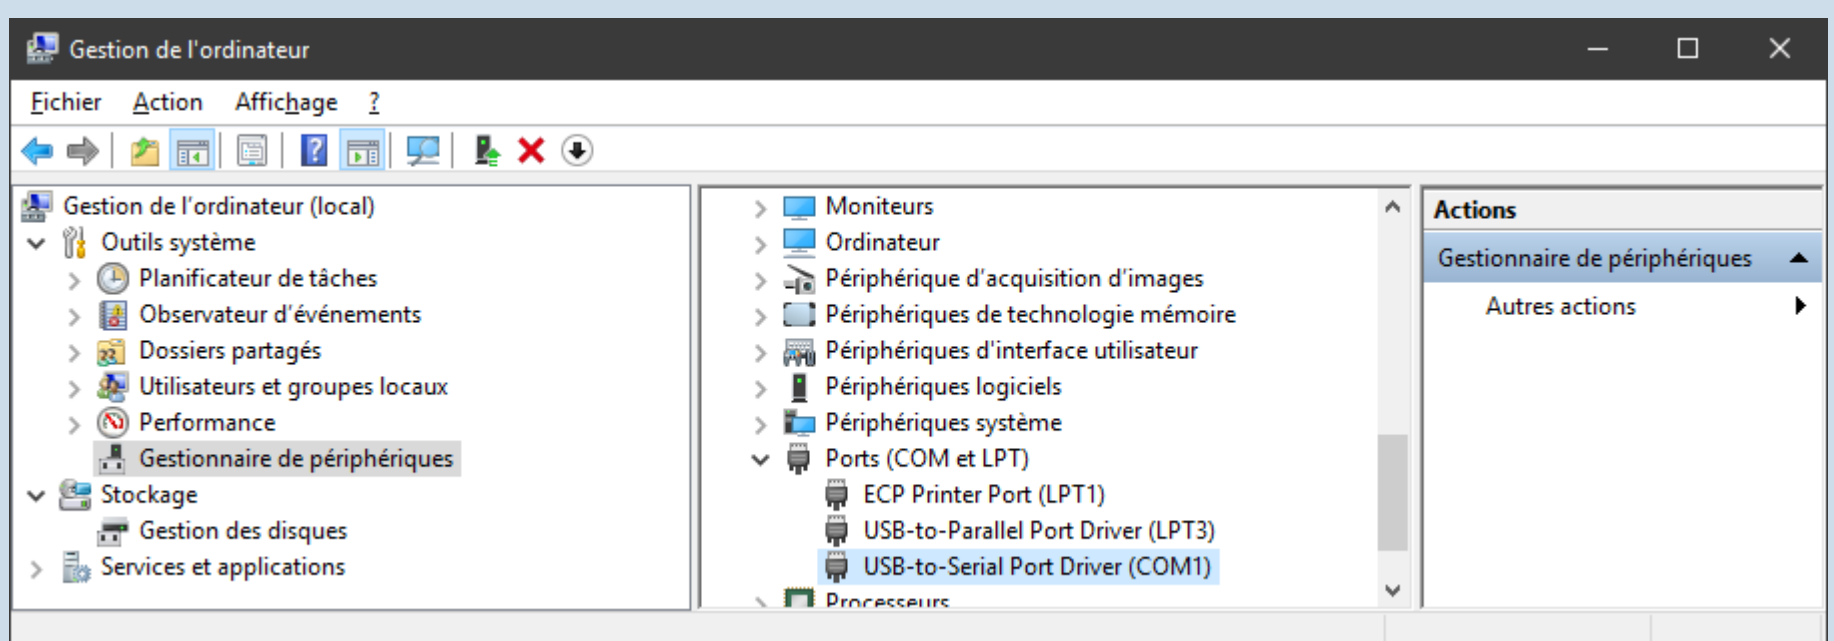 Gestion de l'ordinateur
Fichier Action Affichage ?
Gestion de l'ordinateur (local)
Outils système
Planificateur de tâches
Observateur d'événements
Dossiers partagés
Utilisateurs et groupes locaux
Performance
Gestionnaire de périphériques
Stockage
Gestion des disques
Services et applications
Moniteurs
Ordinateur
Périphérique d'acquisition d'images
Périphériques de technologie mémoire
Périphériques d'interface utilisateur
Périphériques logiciels
Périphériques système
Ports (COM et LPT)
ECP Printer Port (LPT1)
USB-to-Parallel Port Driver (LPT3)
USB-to-Serial Port Driver (COM1)
Processeurs
Actions
Gestionnaire de périphériques
Autres actions